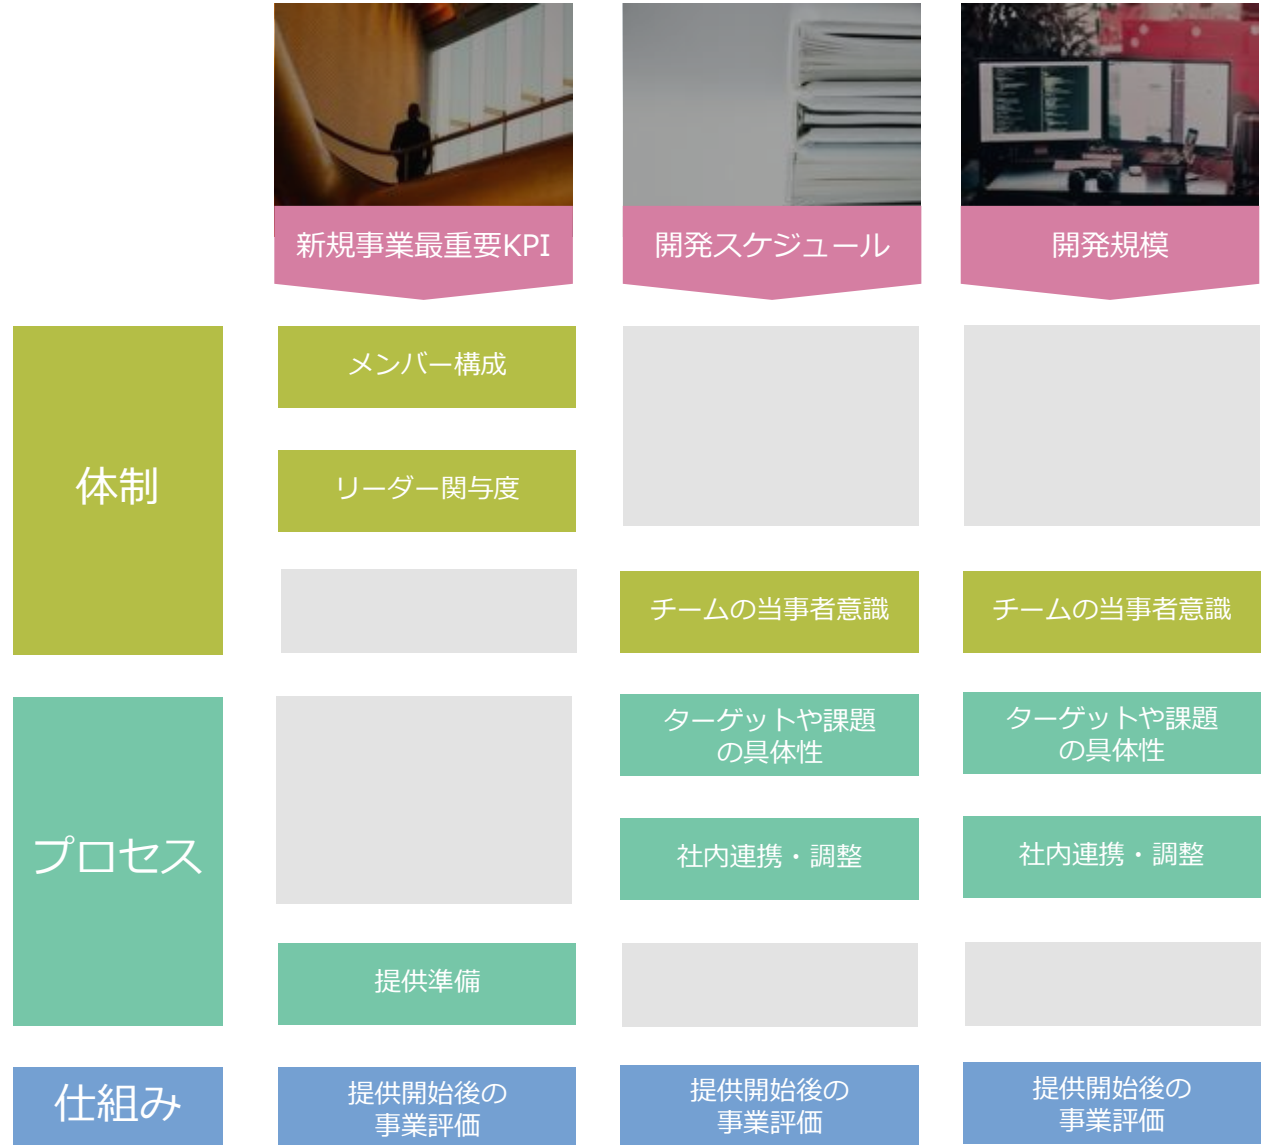 新規事業最重要KPI
開発スケジュール
開発規模
体制
メンバー構成
リーダー関与度
チームの当事者意識
チームの当事者意識
プロセス
ターゲットや課題
の具体性
ターゲットや課題
の具体性
社内連携・調整
社内連携・調整
提供準備
仕組み
提供開始後の
事業評価
提供開始後の
事業評価
提供開始後の
事業評価